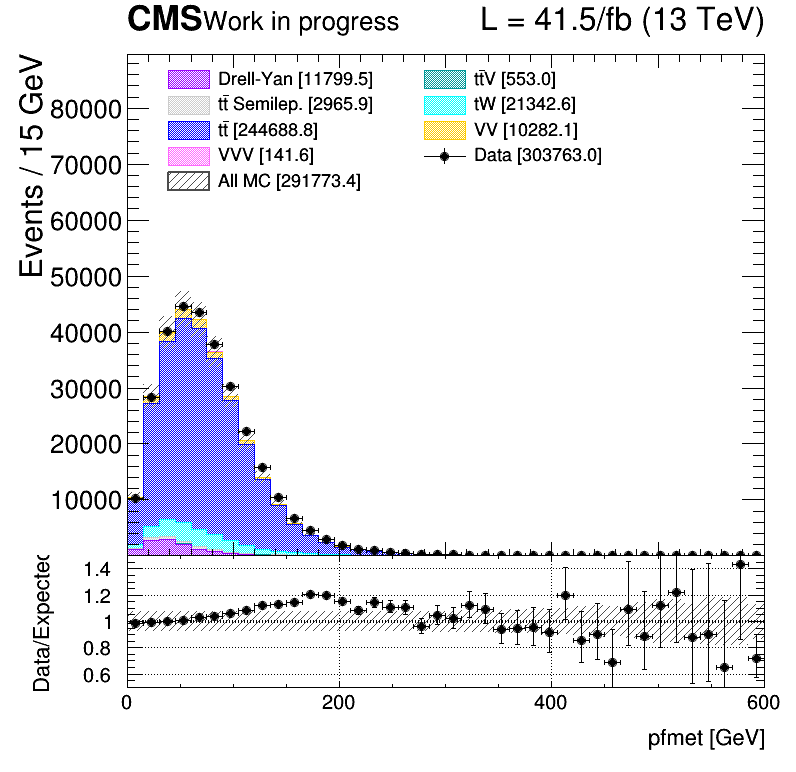 CMS Work in progress L = 41.5/fb (13 TeV)
Events / 15 GeV
80000
70000
60000
50000
40000
30000
20000
10000
Drell-Yan [11799.5]
tt̄ Semilep. [2965.9]
tt̄ [244688.8]
VVV [141.6]
All MC [291773.4]
tt̄V [553.0]
tW [21342.6]
VV [10282.1]
Data [303763.0]
Data/Expected
1.4
1.2
1
0.8
0.6
0 200 400 600
pfmet [GeV]